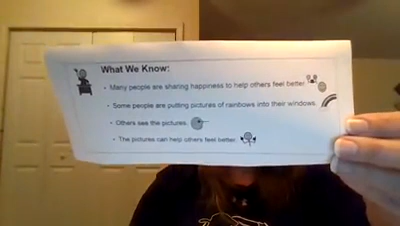 What We Know:
• Many people are sharing happiness to help others feel better.
• Some people are putting pictures of rainbows into their windows.
• Others see the pictures.
• The pictures can help others feel better.